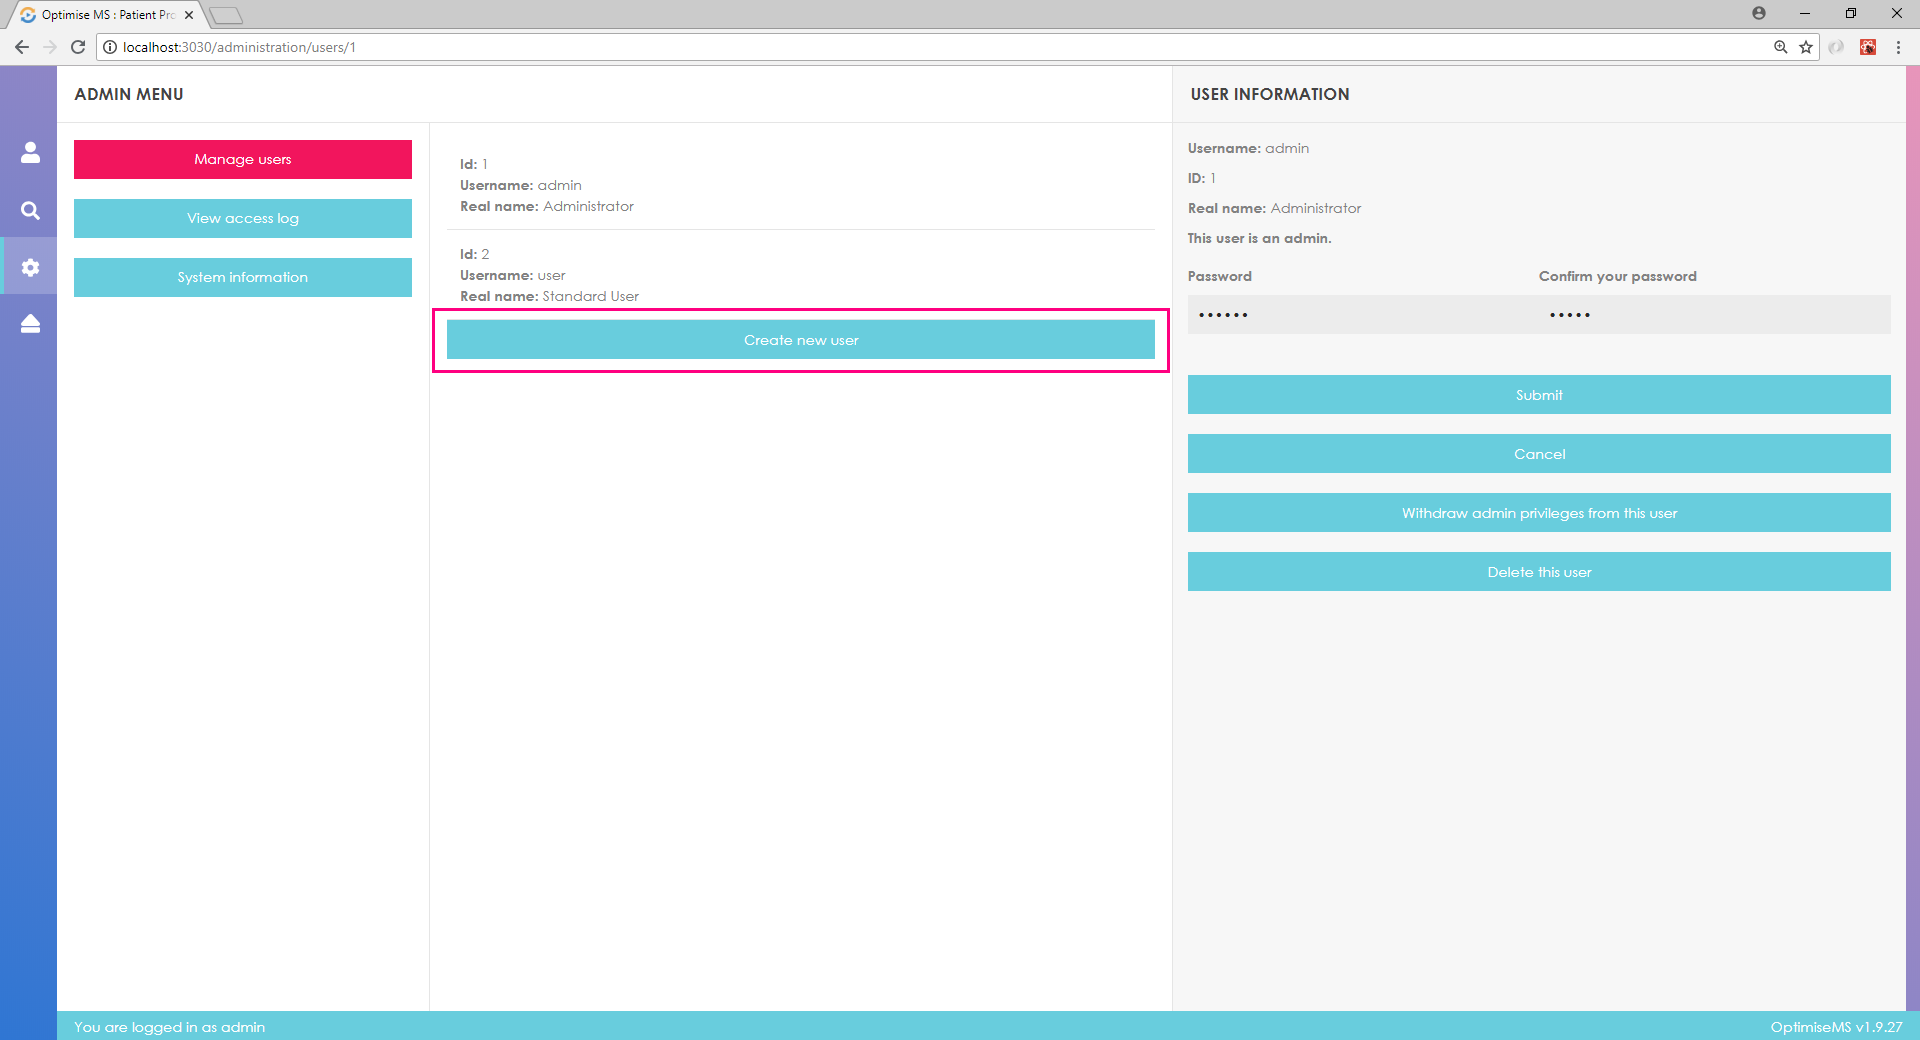 Optimise MS : Patient Pr
localhost:3030/administration/users/1
ADMIN MENU
Manage users
View access log
System information
Id: 1
Username: admin
Real name: Administrator
Id: 2
Username: user
Real name: Standard User
Create new user
USER INFORMATION
Username: admin
ID: 1
Real name: Administrator
This user is an admin.
Password
Confirm your password
••••••
•••••
Submit
Cancel
Withdraw admin privileges from this user
Delete this user
You are logged in as admin
OptimiseMS v1.9.27